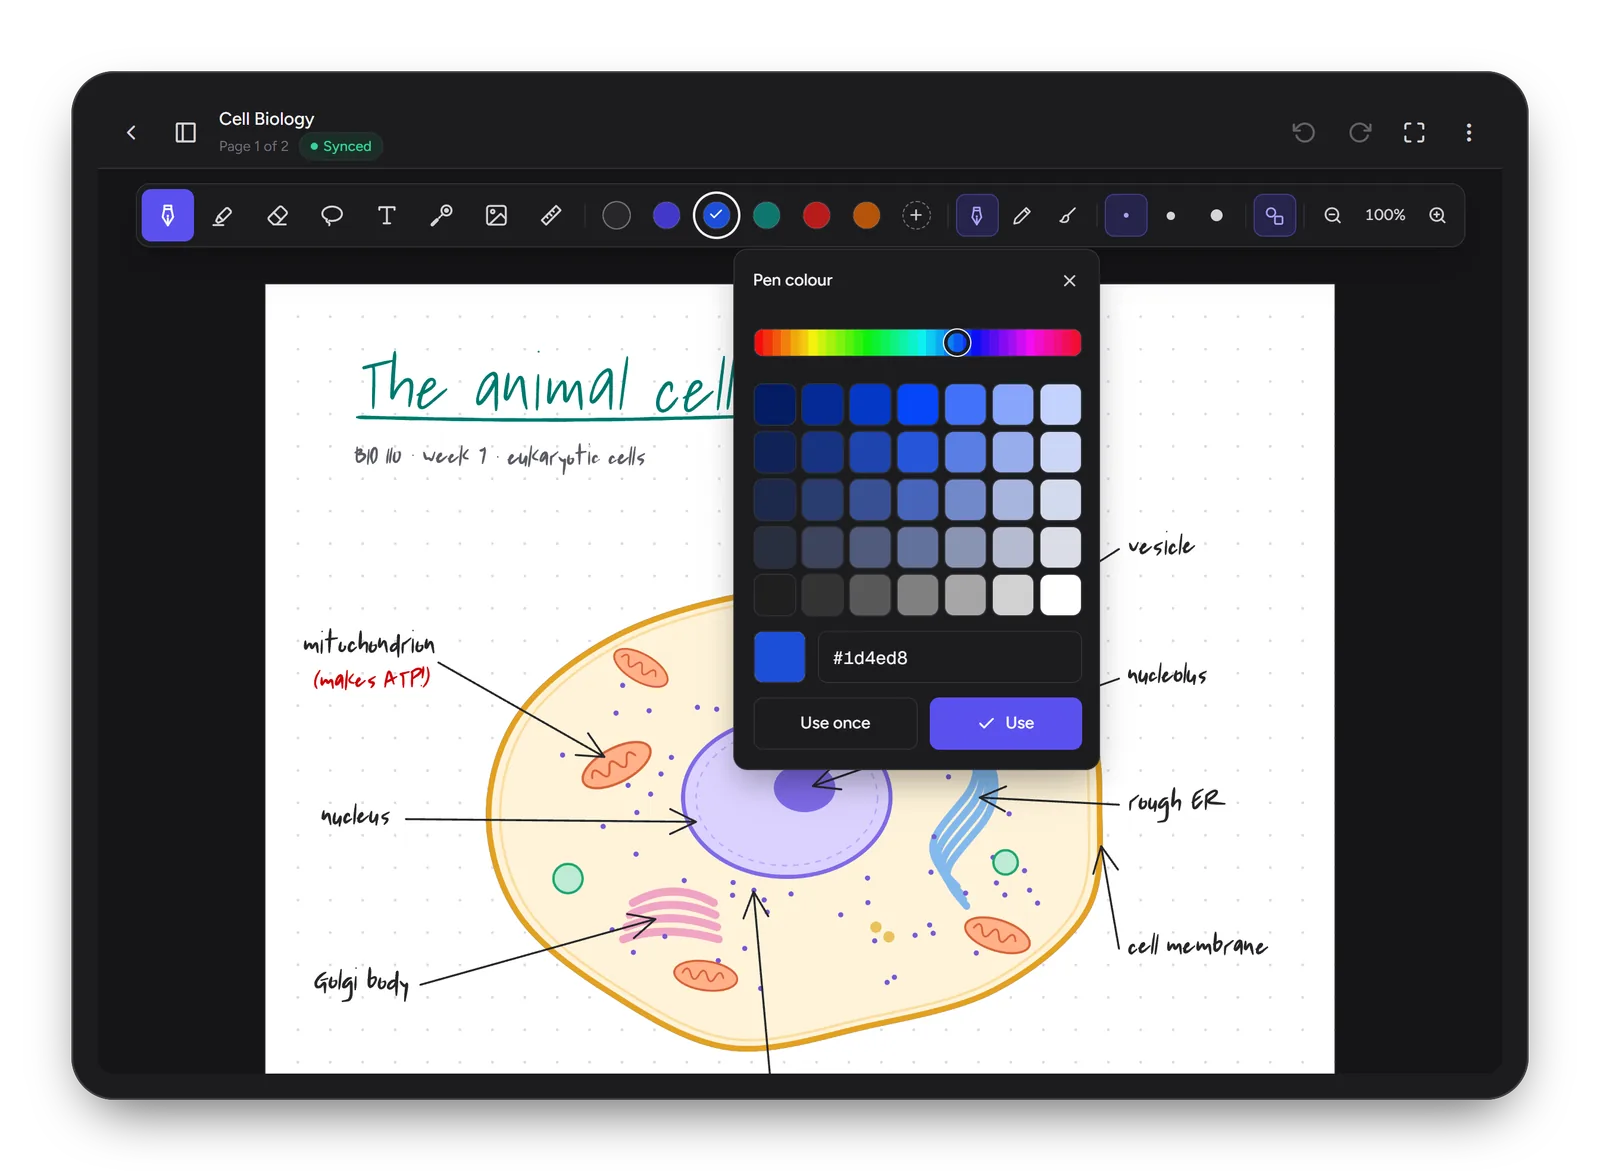 Cell Biology
Page 1 of 2
Synced
100%
Pen colour
The animal cell
BIO 110 · week 7 · eukaryotic cells
vesicle
mitochondrion
(makes ATP!)
nucleolus
#1d4ed8
Use once
Use
rough ER
nucleus
cell membrane
Golgi body